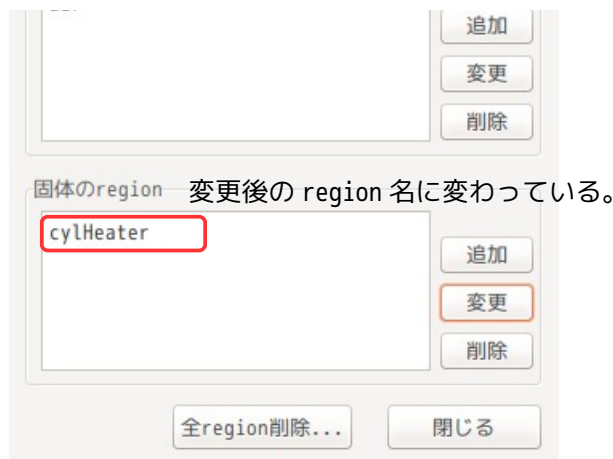 追加
変更
削除
固体のregion 変更後の region 名に変わっている。
cylHeater
追加
変更
削除
全region削除... 閉じる